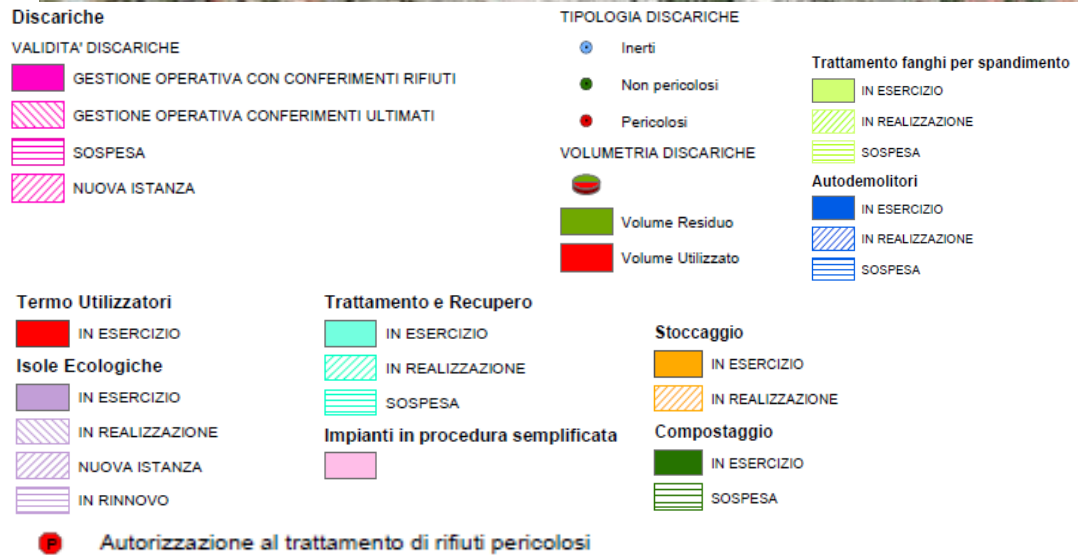 Discariche
VALIDITA' DISCARICHE
GESTIONE OPERATIVA CON CONFERIMENTI RIFIUTI
GESTIONE OPERATIVA CONFERIMENTI ULTIMATI
SOSPESA
NUOVA ISTANZA
TIPOLOGIA DISCARICHE
Inerti
Non pericolosi
Pericolosi
VOLUMETRIA DISCARICHE
Volume Residuo
Volume Utilizzato
Trattamento fanghi per spandimento
IN ESERCIZIO
IN REALIZZAZIONE
SOSPESA
Autodemolitori
IN ESERCIZIO
IN REALIZZAZIONE
SOSPESA
Termo Utilizzatori
IN ESERCIZIO
Isole Ecologiche
IN ESERCIZIO
IN REALIZZAZIONE
NUOVA ISTANZA
IN RINNOVO
Trattamento e Recupero
IN ESERCIZIO
IN REALIZZAZIONE
SOSPESA
Impianti in procedura semplificata
Stoccaggio
IN ESERCIZIO
IN REALIZZAZIONE
Compostaggio
IN ESERCIZIO
SOSPESA
P Autorizzazione al trattamento di rifiuti pericolosi